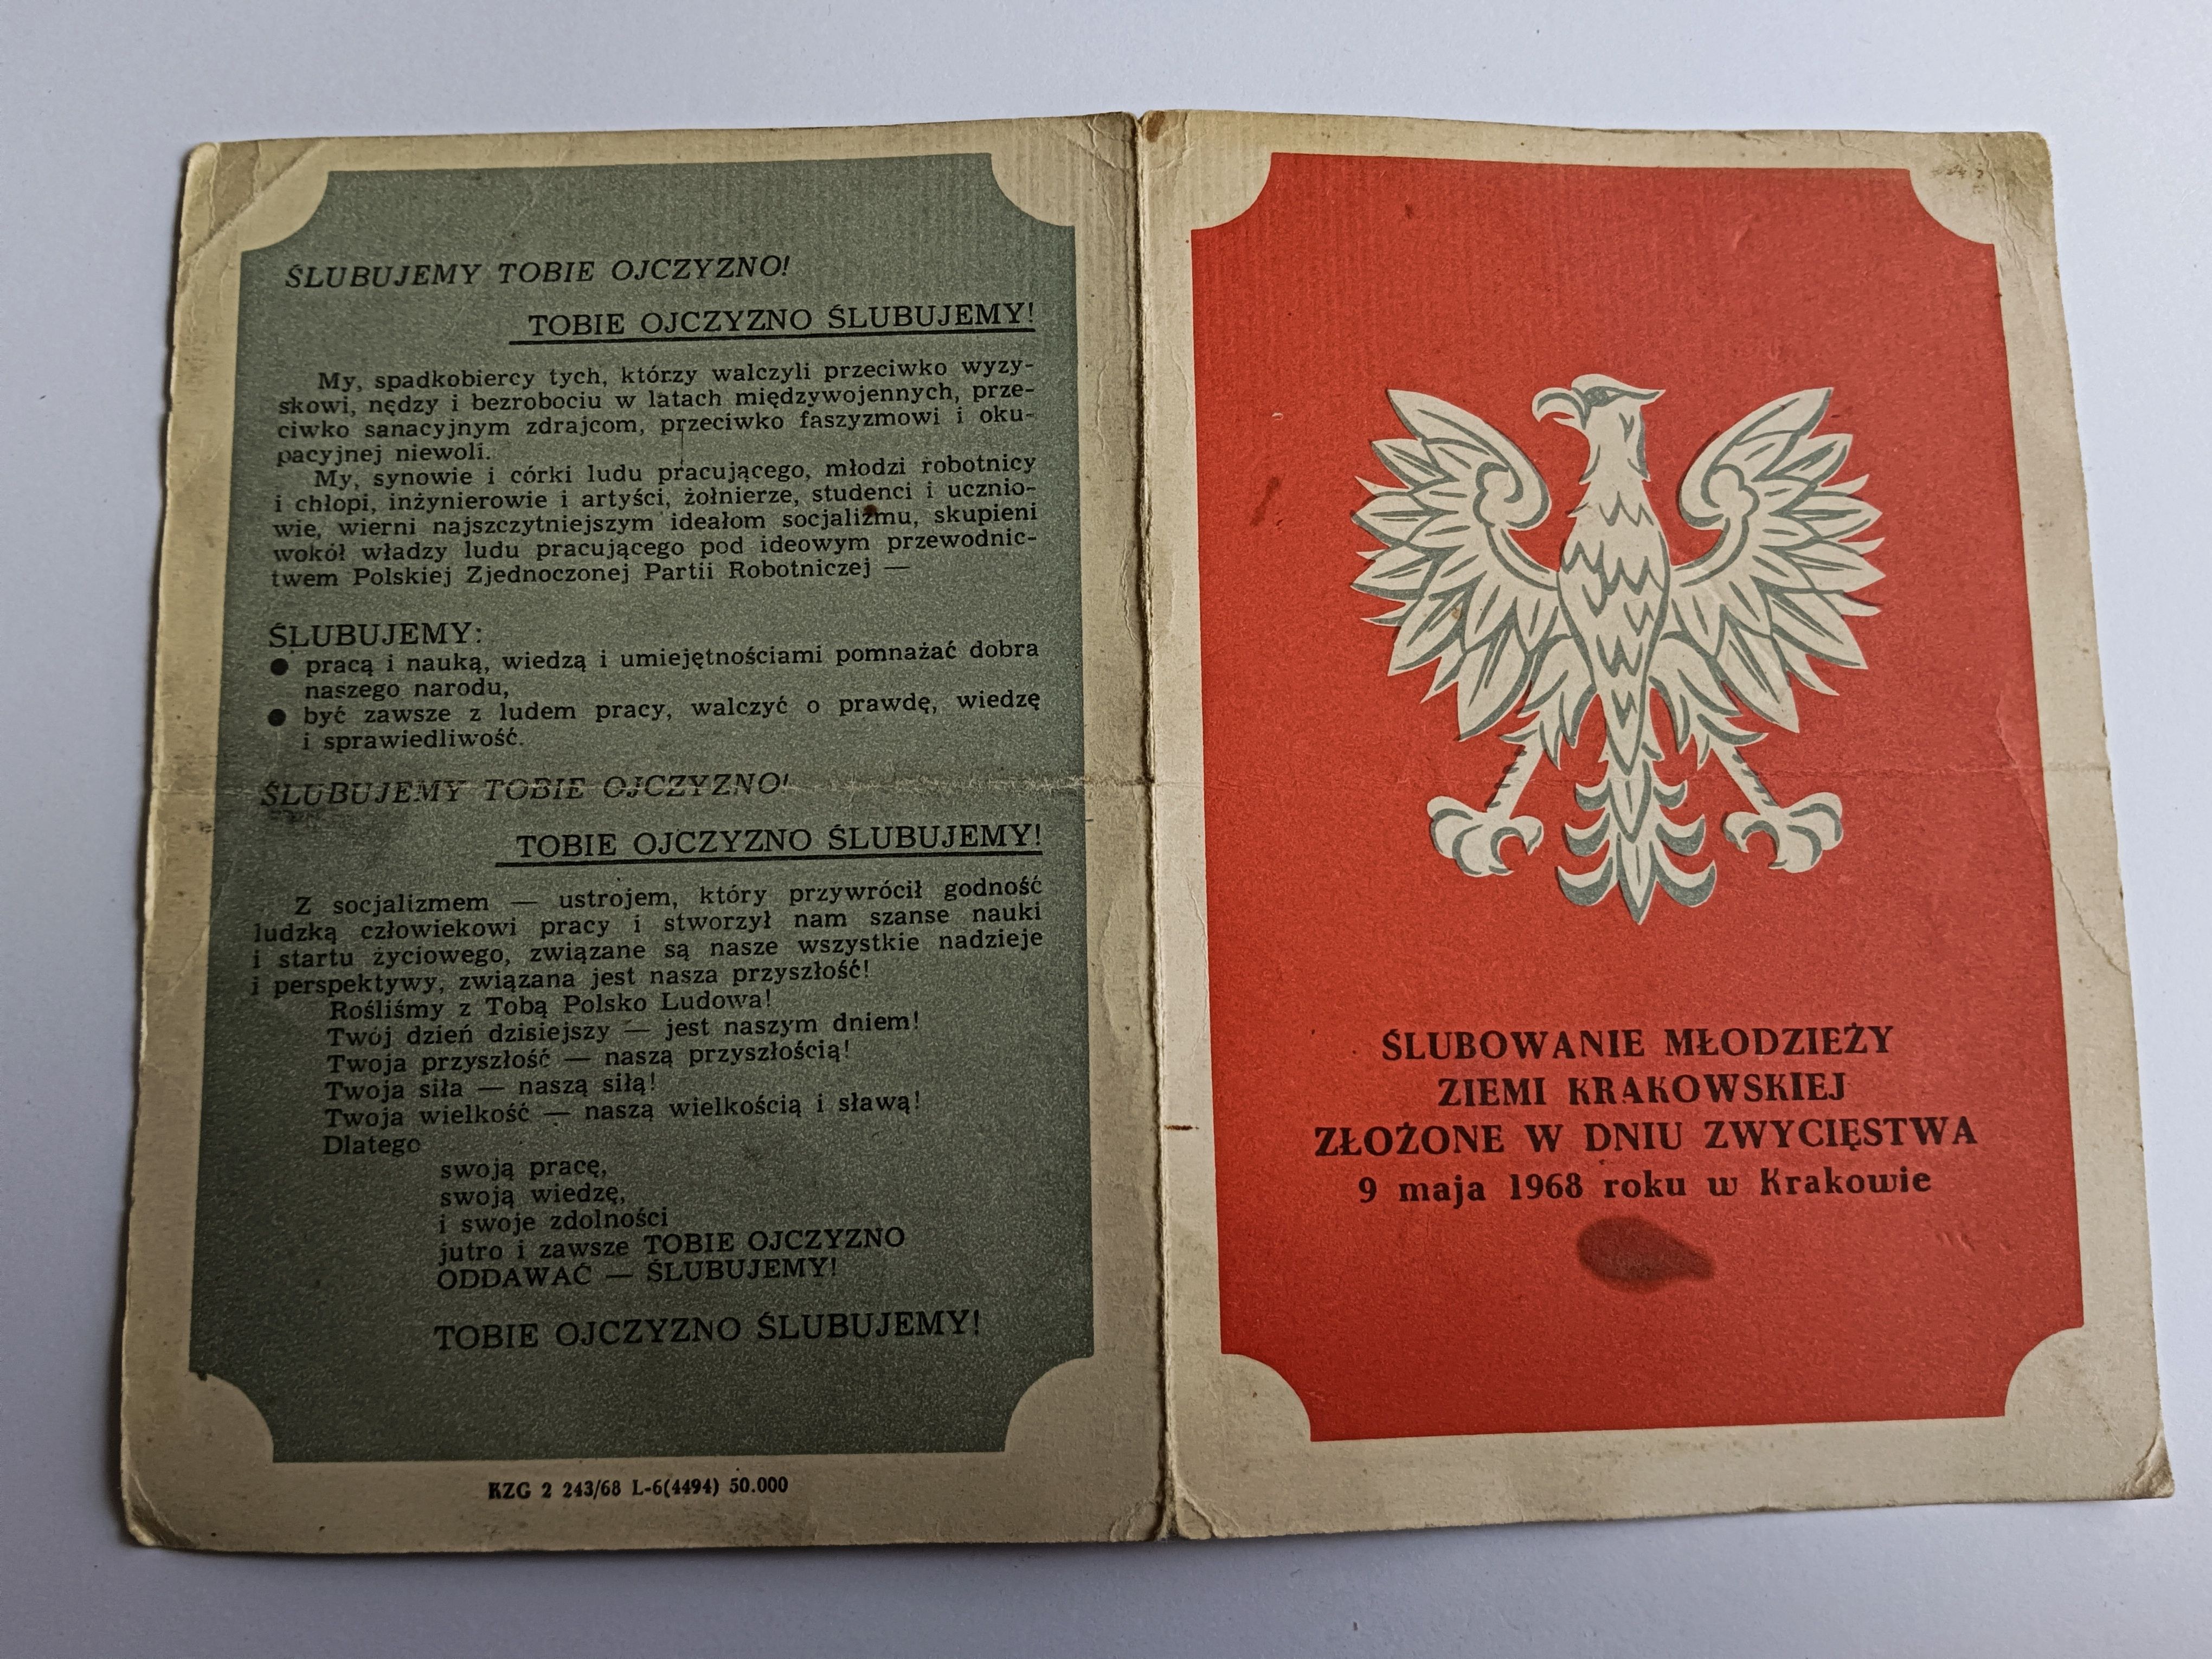 ŚLUBUJEMY TOBIE OJCZYZNO!
TOBIE OJCZYZNO ŚLUBUJEMY!
My, spadkobiercy tych, którzy walczyli przeciwko wyzy-
skowi, nędzy i bezrobociu w latach międzywojennych, prze-
ciwko sanacyjnym zdrajcom, przeciwko faszyzmowi i oku-
pacyjnej niewoli.
My, synowie i córki ludu pracującego, młodzi robotnicy
i chłopi, inżynierowie i artyści, żołnierze, studenci i ucznio-
wie, wierni najszczytniejszym ideałom socjalizmu, skupieni
wokół władzy ludu pracującego pod ideowym przewodnic-
twem Polskiej Zjednoczonej Partii Robotniczej —
ŚLUBUJEMY:
● pracą i nauką, wiedzą i umiejętnościami pomnażać dobra
naszego narodu,
● być zawsze z ludem pracy, walczyć o prawdę, wiedzę
i sprawiedliwość.
ŚLUBUJEMY TOBIE OJCZYZNO!
TOBIE OJCZYZNO ŚLUBUJEMY!
Z socjalizmem — ustrojem, który przywrócił godność
ludzką człowiekowi pracy i stworzył nam szanse nauki
i startu życiowego, związane są nasze wszystkie nadzieje
i perspektywy, związana jest nasza przyszłość!
Rośliśmy z Tobą Polsko Ludowa!
Twój dzień dzisiejszy — jest naszym dniem!
Twoja przyszłość — naszą przyszłością!
Twoja siła — naszą siłą!
Twoja wielkość — naszą wielkością i sławą!
Dlatego
swoją pracę,
swoją wiedzę,
i swoje zdolności
jutro i zawsze TOBIE OJCZYZNO
ODDAWAĆ — ŚLUBUJEMY!
TOBIE OJCZYZNO ŚLUBUJEMY!
KZG 2 243/68 L-6(4494) 50.000
ŚLUBOWANIE MŁODZIEŻY
ZIEMI KRAKOWSKIEJ
ZŁOŻONE W DNIU ZWYCIĘSTWA
9 maja 1968 roku w Krakowie